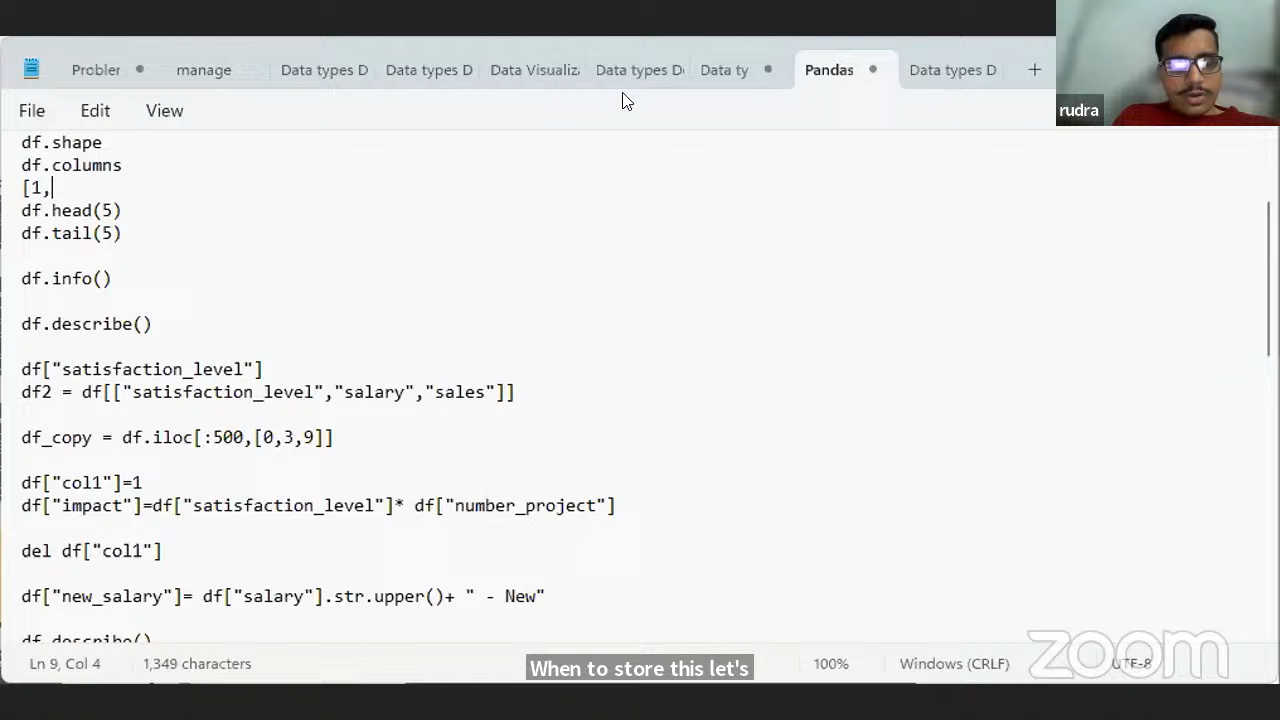 Probler
manage
Data types D
Data types D
Data Visualiz
Data types D
Data ty
Pandas
Data types D
File
Edit
View
rudra
df.shape
df.columns
[1,
df.head(5)
df.tail(5)
df.info()
df.describe()
df["satisfaction_level"]
df2 = df[["satisfaction_level","salary","sales"]]
df_copy = df.iloc[:500,[0,3,9]]
df["col1"]=1
df["impact"]=df["satisfaction_level"]* df["number_project"]
del df["col1"]
df["new_salary"]= df["salary"].str.upper()+ " - New"
df.describe()
Ln 9, Col 4
1,349 characters
When to store this let's
100%
Windows (CRLF)
UTF-8
zoom